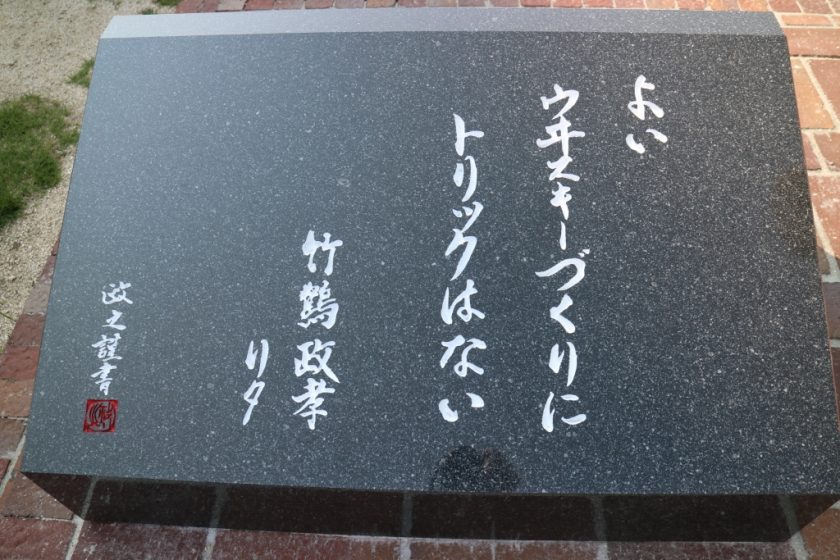 よい
ウヰスキーづくりに
トリックはない
竹鶴政孝
リタ
政之謹書